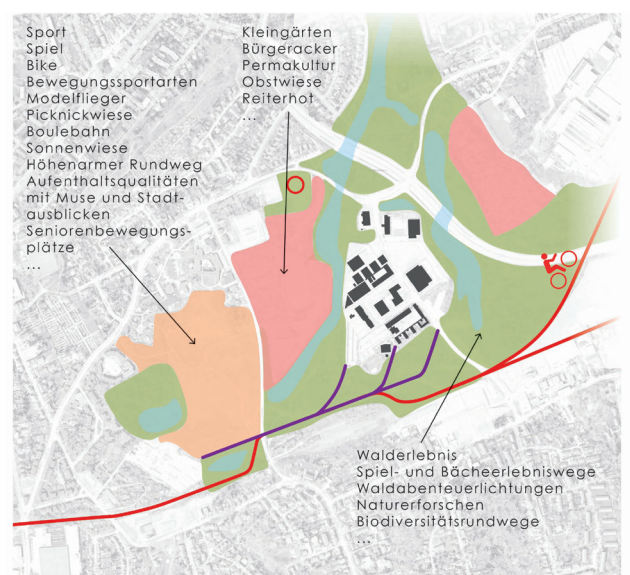 Sport
Spiel
Bike
Bewegungssportarten
Modelflieger
Picknickwiese
Boulebahn
Sonnenwiese
Höhenarmer Rundweg
Aufenthaltsqualitäten
mit Muse und Stadt-
ausblicken
Seniorenbewegungs-
plätze
...
Kleingärten
Bürgeracker
Permakultur
Obstwiese
Reiterhot
...
Walderlebnis
Spiel- und Bächeerlebniswege
Waldabenteuerlichtungen
Naturerforschen
Biodiversitätsrundwege
...